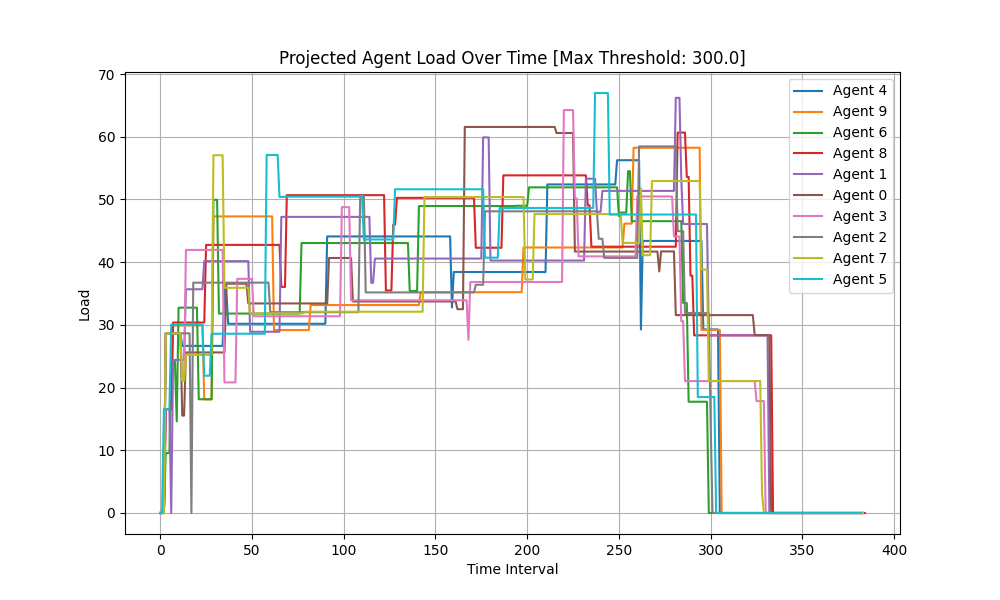 Projected Agent Load Over Time [Max Threshold: 300.0]
Load
70
60
50
40
30
20
10
0
0 50 100 150 200 250 300 350 400
Time Interval
Agent 4
Agent 9
Agent 6
Agent 8
Agent 1
Agent 0
Agent 3
Agent 2
Agent 7
Agent 5